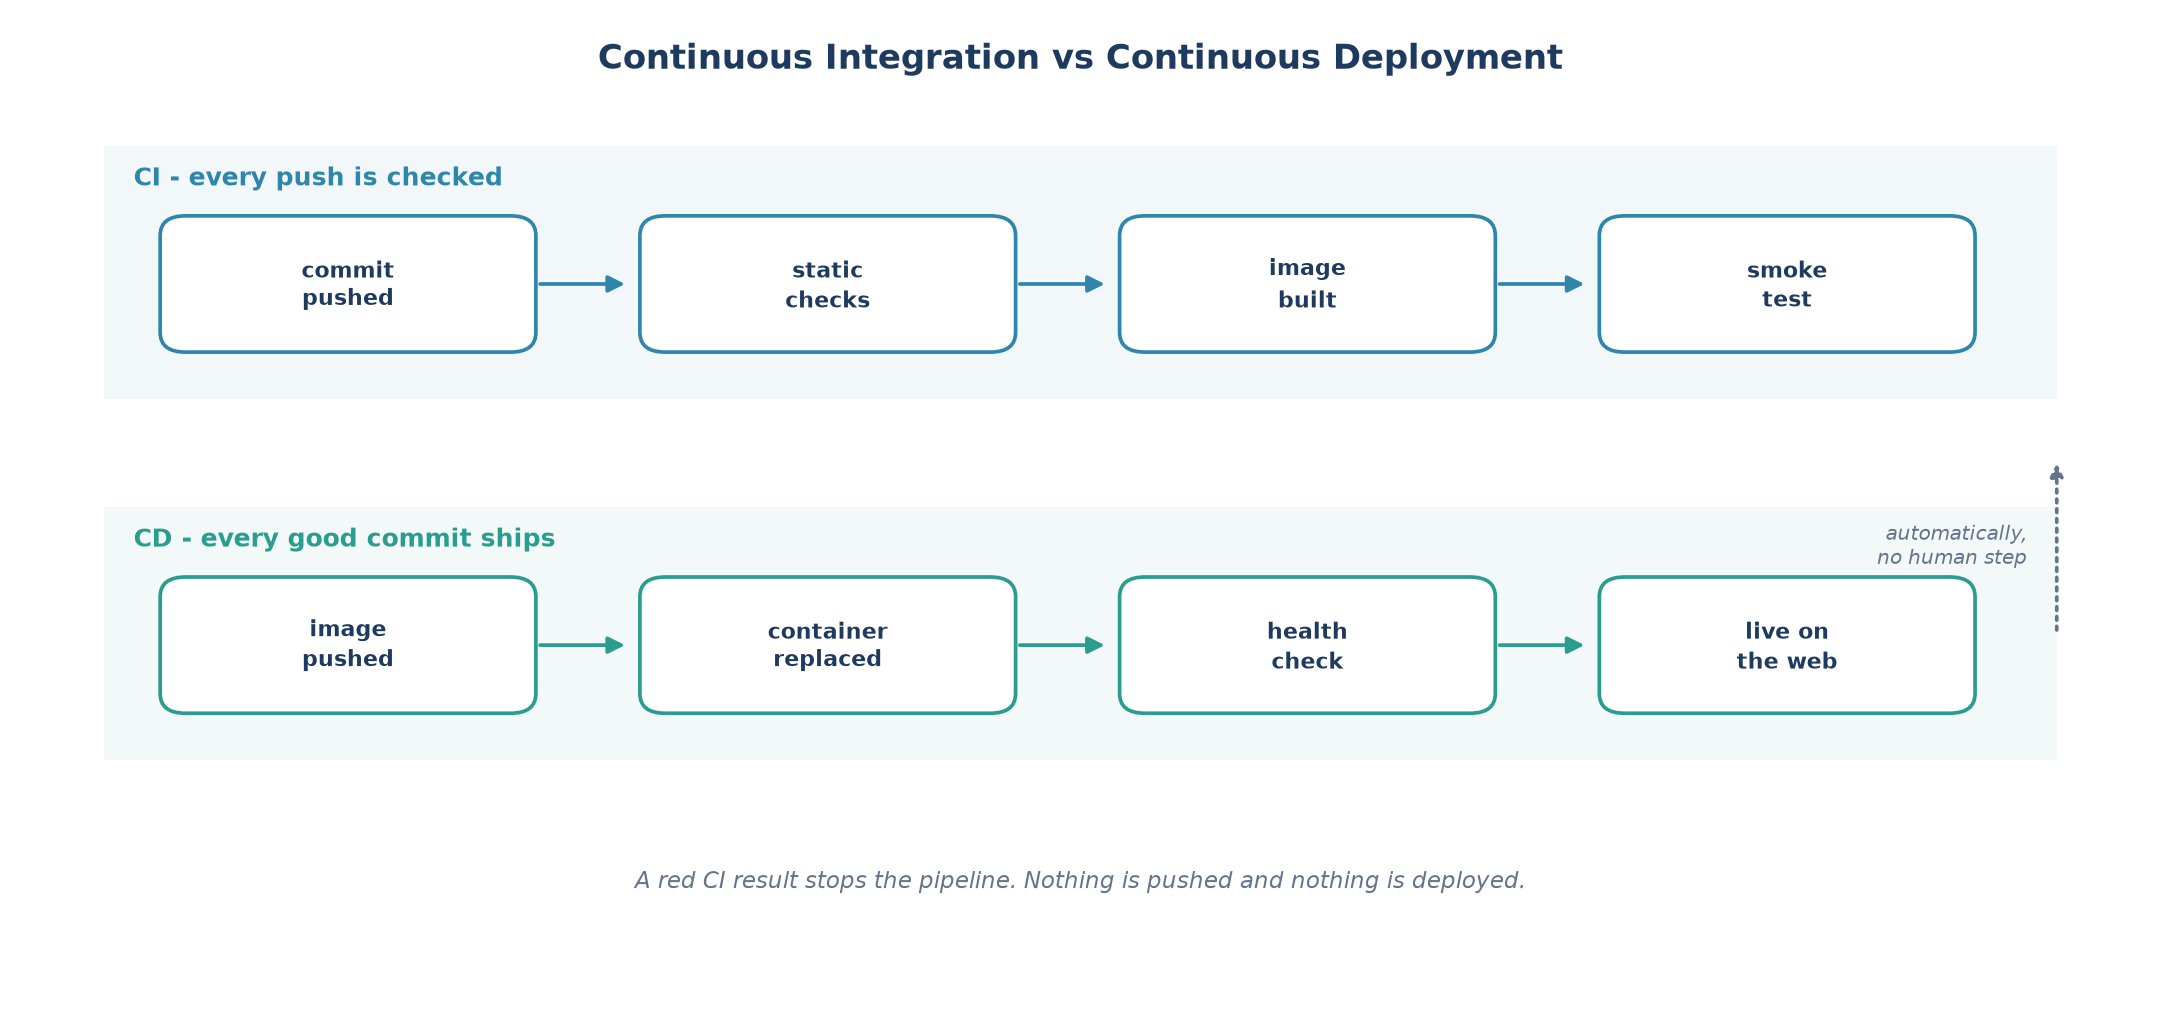 Continuous Integration vs Continuous Deployment
CI - every push is checked
commit
pushed
static
checks
image
built
smoke
test
CD - every good commit ships
automatically,
no human step
image
pushed
container
replaced
health
check
live on
the web
A red CI result stops the pipeline. Nothing is pushed and nothing is deployed.